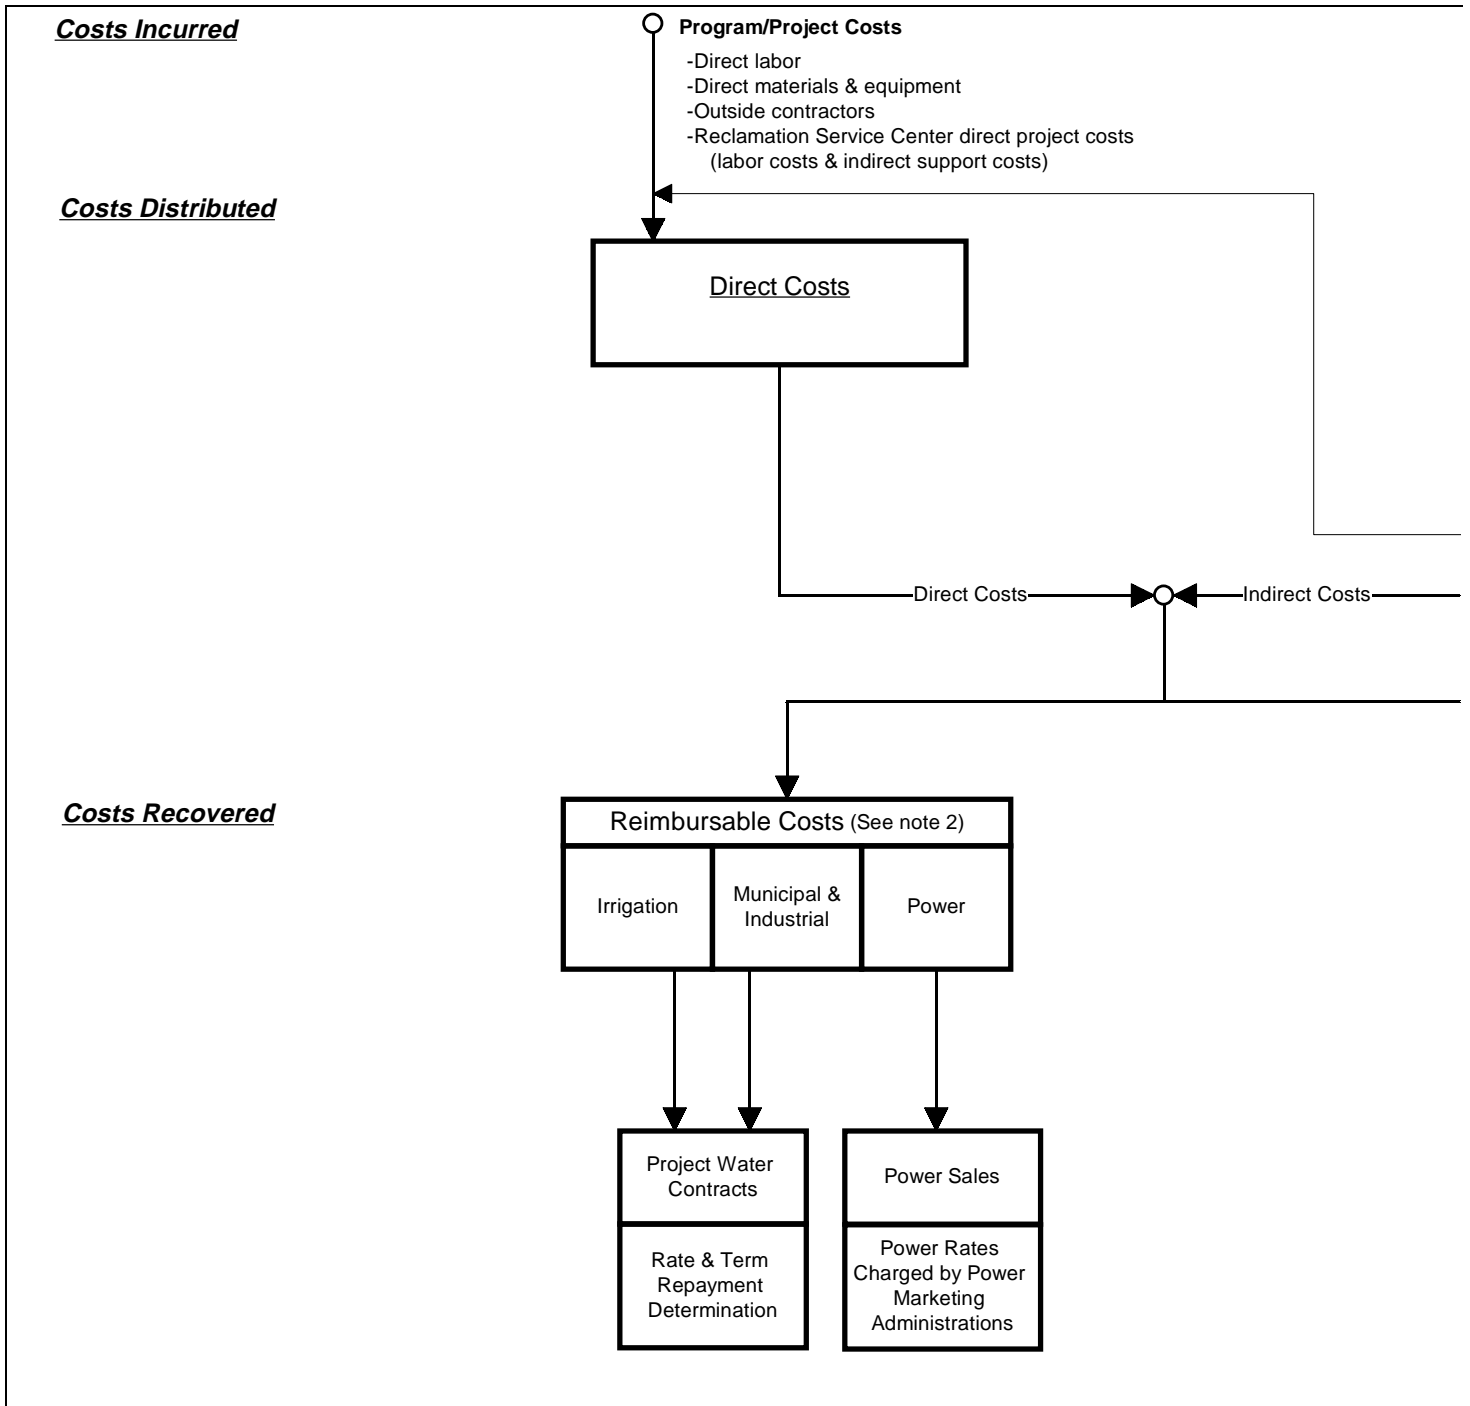 Costs Incurred
Program/Project Costs
-Direct labor
-Direct materials & equipment
-Outside contractors
-Reclamation Service Center direct project costs
(labor costs & indirect support costs)
Costs Distributed
Direct Costs
Direct Costs
Indirect Costs
Costs Recovered
Reimbursable Costs (See note 2)
Irrigation
Municipal &
Industrial
Power
Project Water
Contracts
Rate & Term
Repayment
Determination
Power Sales
Power Rates
Charged by Power
Marketing
Administrations